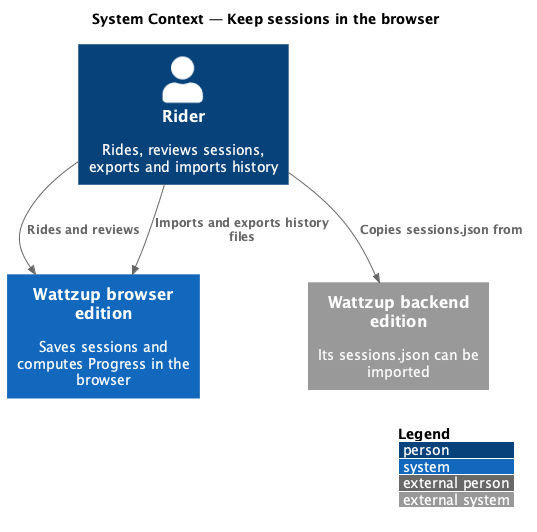 System Context — Keep sessions in the browser
Rider
Rides, reviews sessions,
exports and imports history
Rides and reviews
Imports and exports history
files
Copies sessions.json from
Wattzup browser
edition
Saves sessions and
computes Progress in the
browser
Wattzup backend
edition
Its sessions.json can be
imported
Legend
person
system
external person
external system